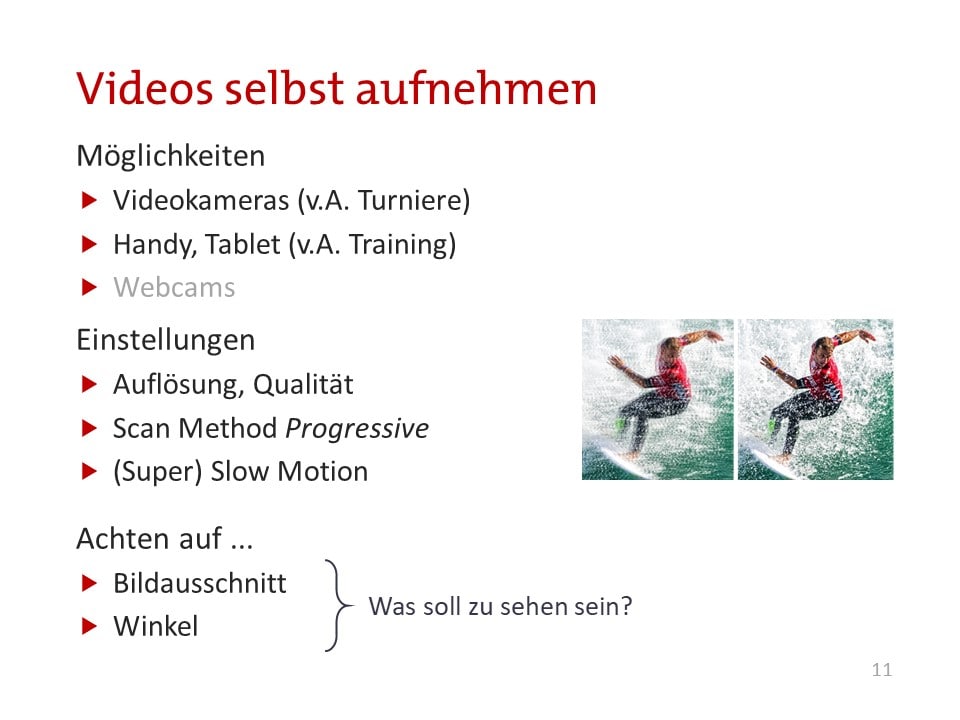 Videos selbst aufnehmen
Möglichkeiten
Videokameras (v.A. Turniere)
Handy, Tablet (v.A. Training)
Webcams
Einstellungen
Auflösung, Qualität
Scan Method Progressive
(Super) Slow Motion
Achten auf ...
Bildausschnitt
Winkel
Was soll zu sehen sein?
11